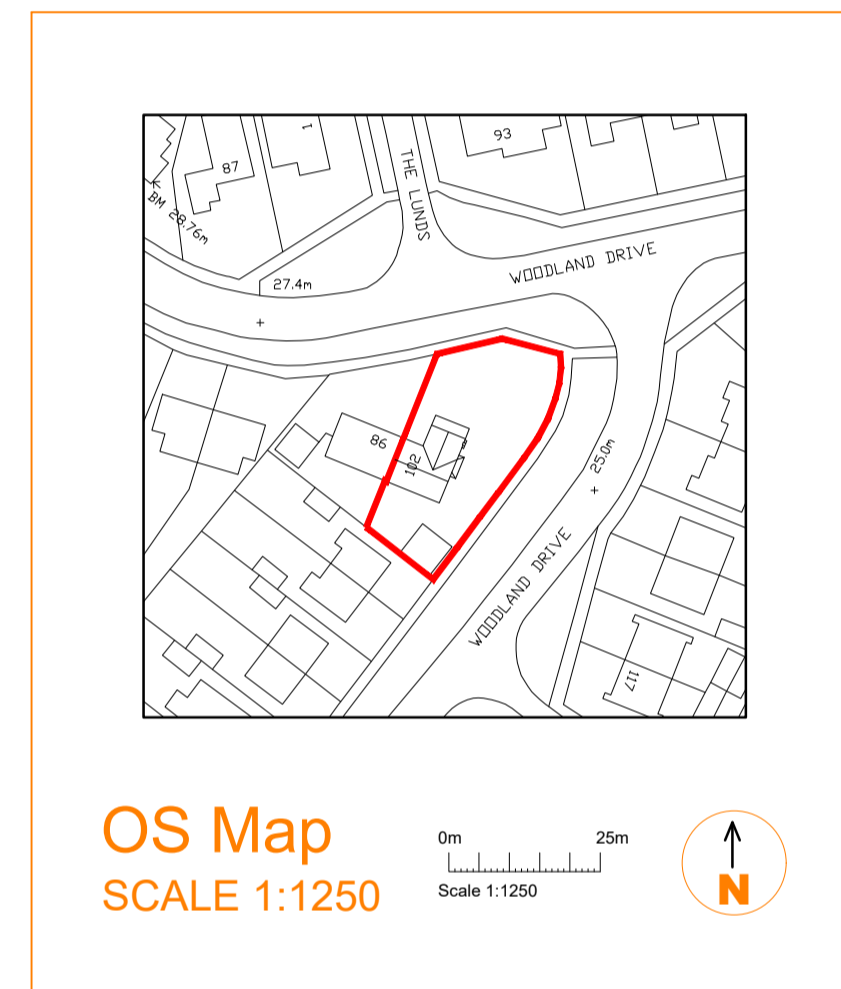 93
1
87
THE LUNDS
BM 28.76m
WOODLAND DRIVE
27.4m
86
102
25.0m
WOODLAND DRIVE
117
OS Map
SCALE 1:1250
0m 25m
Scale 1:1250
N